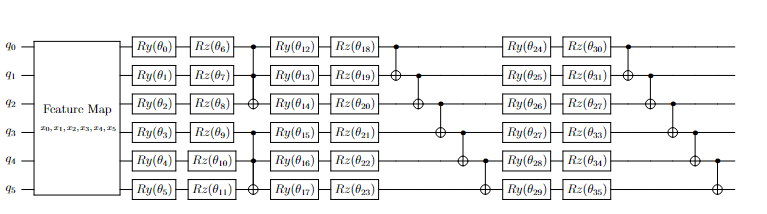 q₀ Ry(θ₀) Rz(θ₆) Ry(θ₁₂) Rz(θ₁₈) Ry(θ₂₄) Rz(θ₃₀)
q₁ Ry(θ₁) Rz(θ₇) Ry(θ₁₃) Rz(θ₁₉) Ry(θ₂₅) Rz(θ₃₁)
q₂ Ry(θ₂) Rz(θ₈) Ry(θ₁₄) Rz(θ₂₀) Ry(θ₂₆) Rz(θ₂₇)
Feature Map
x₀, x₁, x₂, x₃, x₄, x₅
q₃ Ry(θ₃) Rz(θ₉) Ry(θ₁₅) Rz(θ₂₁) Ry(θ₂₇) Rz(θ₃₃)
q₄ Ry(θ₄) Rz(θ₁₀) Ry(θ₁₆) Rz(θ₂₂) Ry(θ₂₈) Rz(θ₃₄)
q₅ Ry(θ₅) Rz(θ₁₁) Ry(θ₁₇) Rz(θ₂₃) Ry(θ₂₉) Rz(θ₃₅)